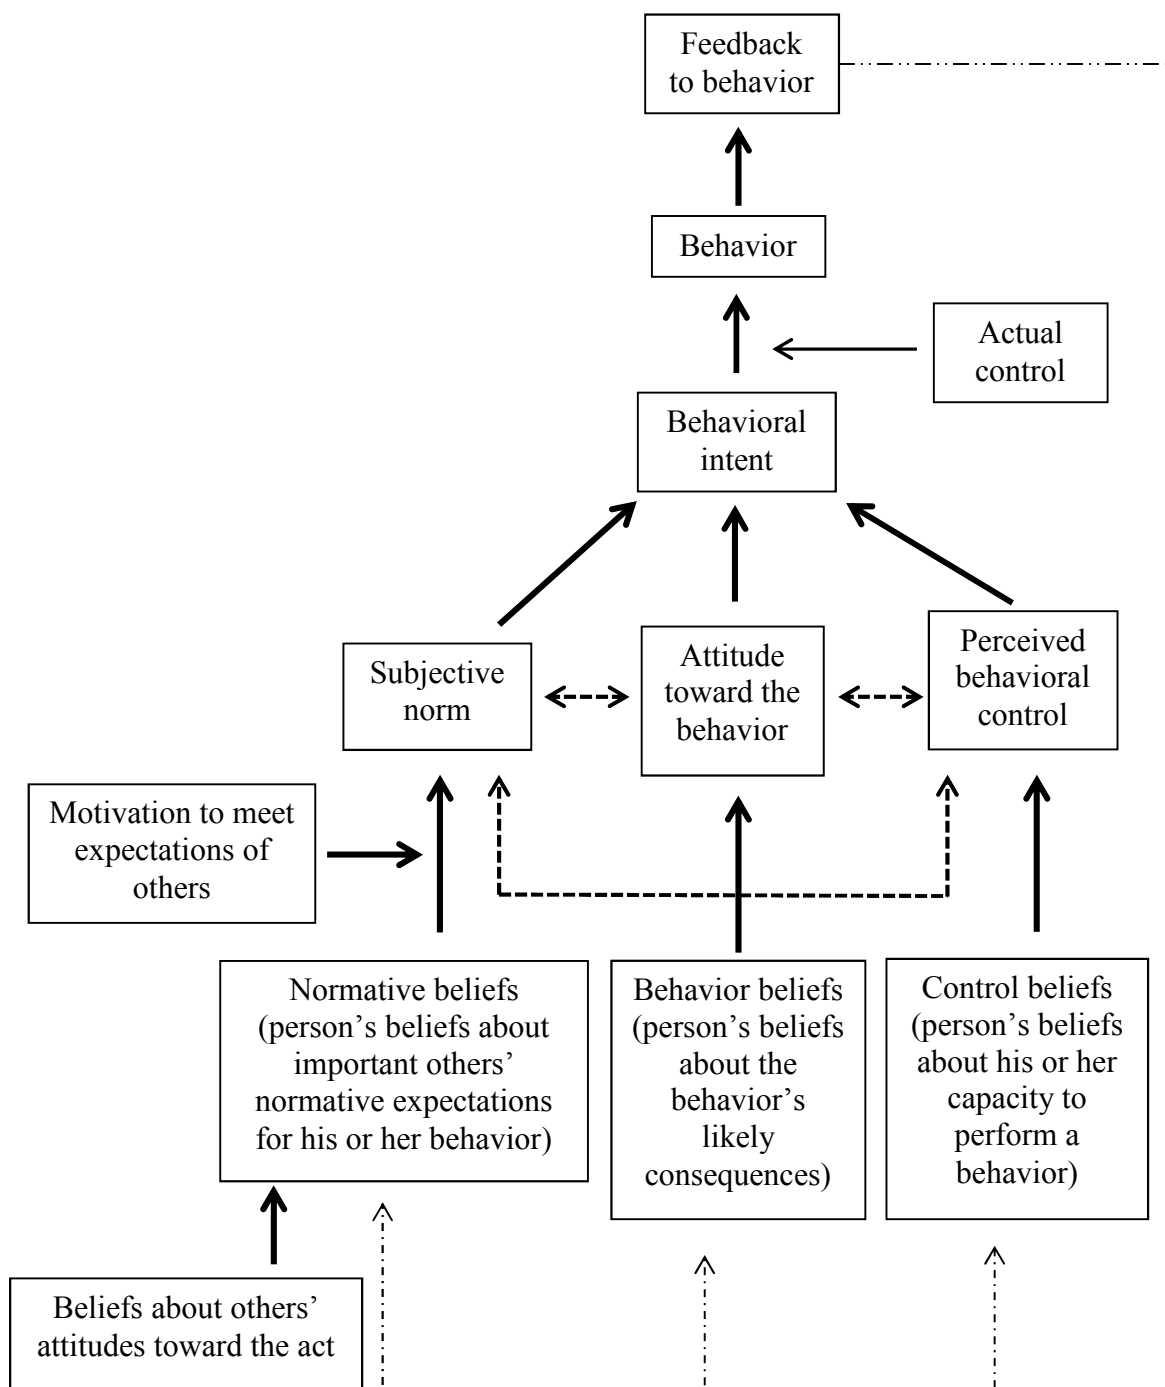 Feedback
to behavior
Behavior
Actual
control
Behavioral
intent
Subjective
norm
Attitude
toward the
behavior
Perceived
behavioral
control
Motivation to meet
expectations of
others
Normative beliefs
(person’s beliefs about
important others’
normative expectations
for his or her behavior)
Behavior beliefs
(person’s beliefs
about the
behavior’s
likely
consequences)
Control beliefs
(person’s beliefs
about his or her
capacity to
perform a
behavior)
Beliefs about others’
attitudes toward the act